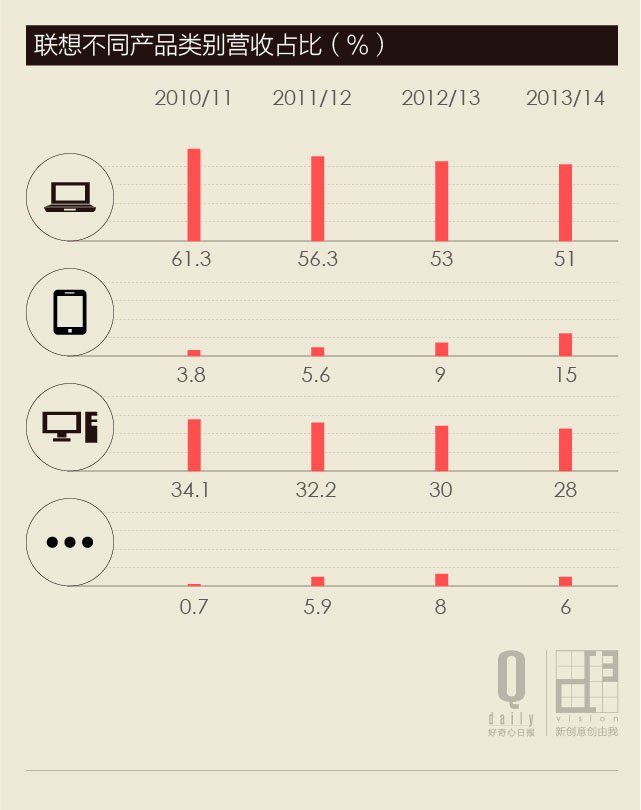 联想不同产品类别营收占比（%）
2010/11 2011/12 2012/13 2013/14
61.3 56.3 53 51
3.8 5.6 9 15
34.1 32.2 30 28
0.7 5.9 8 6
Q
daily
好奇心日报
vision
新创意创由我